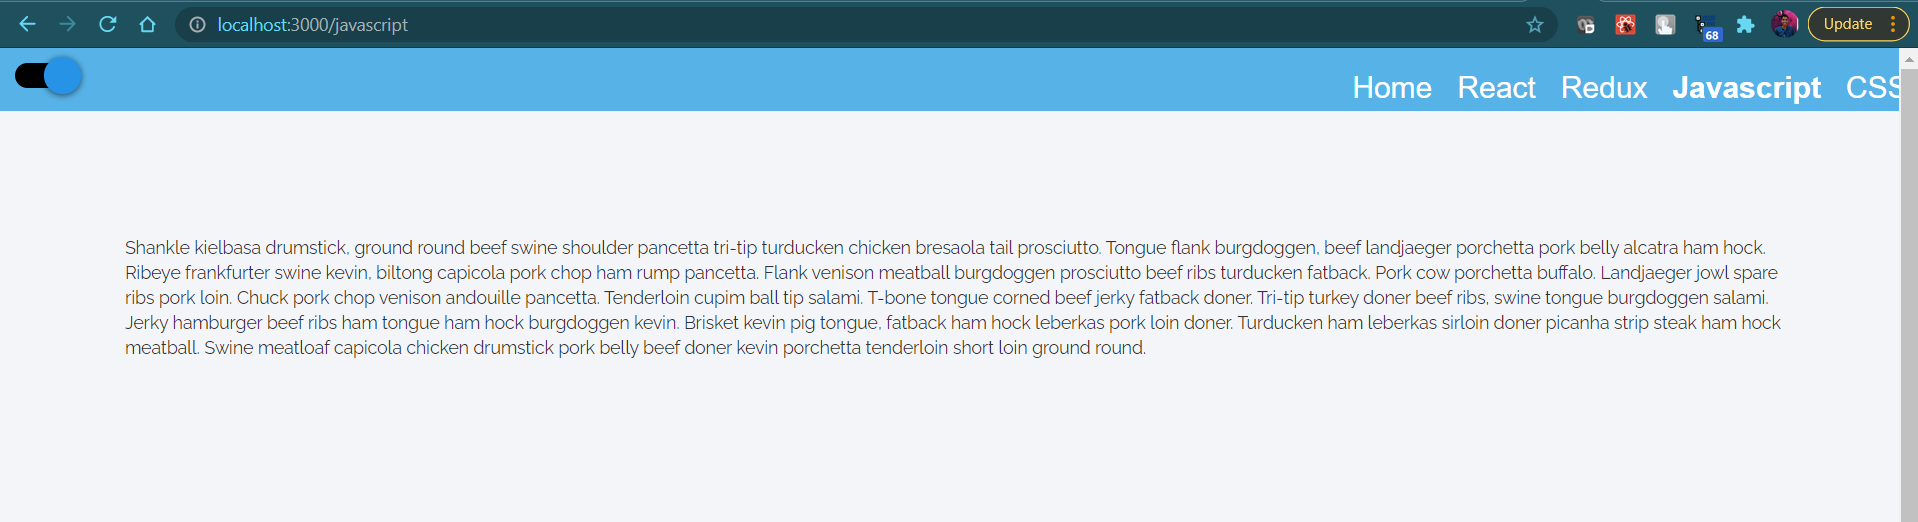 localhost:3000/javascript
68
Update
Home React Redux Javascript CSS
Shankle kielbasa drumstick, ground round beef swine shoulder pancetta tri-tip turducken chicken bresaola tail prosciutto. Tongue flank burgdoggen, beef landjaeger porchetta pork belly alcatra ham hock.
Ribeye frankfurter swine kevin, biltong capicola pork chop ham rump pancetta. Flank venison meatball burgdoggen prosciutto beef ribs turducken fatback. Pork cow porchetta buffalo. Landjaeger jowl spare
ribs pork loin. Chuck pork chop venison andouille pancetta. Tenderloin cupim ball tip salami. T-bone tongue corned beef jerky fatback doner. Tri-tip turkey doner beef ribs, swine tongue burgdoggen salami.
Jerky hamburger beef ribs ham tongue ham hock burgdoggen kevin. Brisket kevin pig tongue, fatback ham hock leberkas pork loin doner. Turducken ham leberkas sirloin doner picanha strip steak ham hock
meatball. Swine meatloaf capicola chicken drumstick pork belly beef doner kevin porchetta tenderloin short loin ground round.